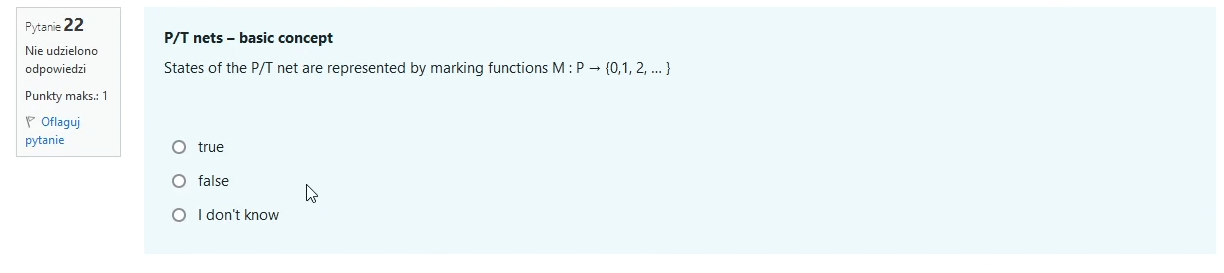 Pytanie 22
Nie udzielono
odpowiedzi
Punkty maks.: 1
Oflaguj
pytanie
P/T nets – basic concept
States of the P/T net are represented by marking functions M : P → {0,1, 2, ... }
true
false
I don't know